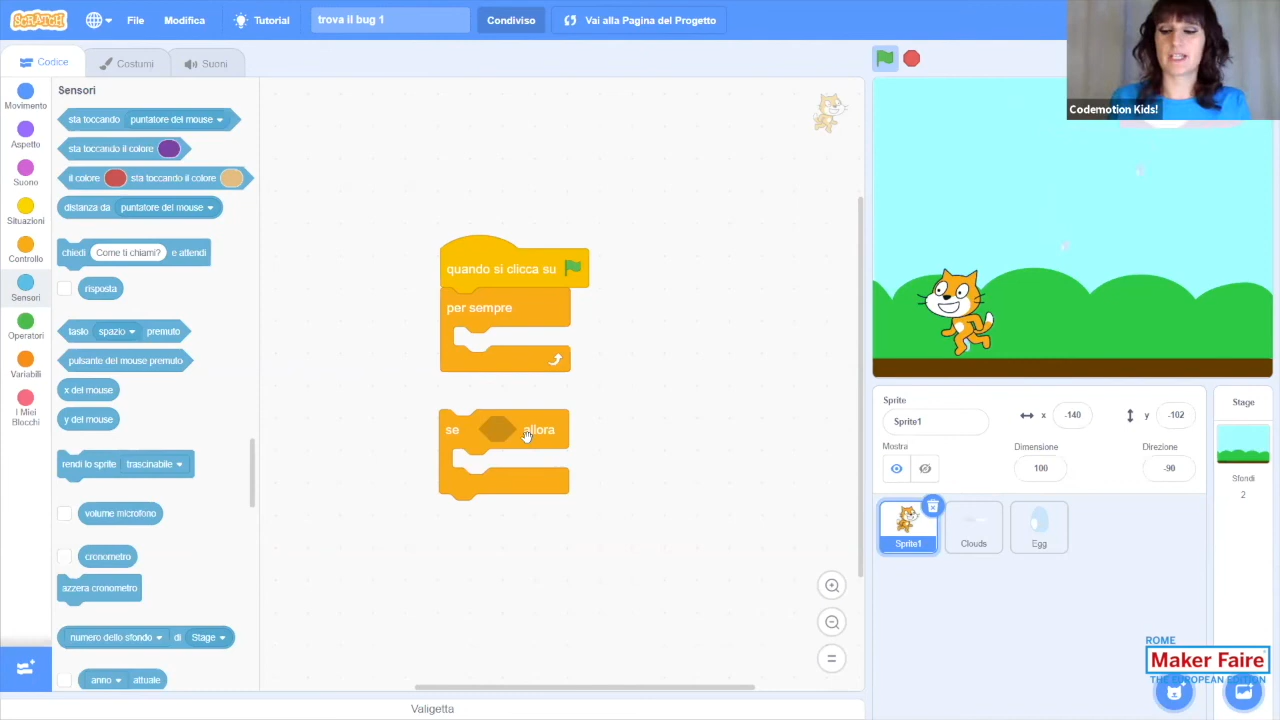 SCRATCH
File
Modifica
Tutorial
trova il bug 1
Condiviso
Vai alla Pagina del Progetto
Codice
Costumi
Suoni
Codemotion Kids!
Movimento
Aspetto
Suono
Situazioni
Controllo
Sensori
Operatori
Variabili
I Miei
Blocchi
Sensori
sta toccando puntatore del mouse
sta toccando il colore
il colore sta toccando il colore
distanza da puntatore del mouse
chiedi Come ti chiami? e attendi
risposta
tasto spazio premuto
pulsante del mouse premuto
x del mouse
y del mouse
rendi lo sprite trascinabile
volume microfono
cronometro
azzera cronometro
numero dello sfondo di Stage
anno attuale
quando si clicca su
per sempre
se allora
Sprite
Sprite1
x -140
y -102
Mostra
Dimensione
100
Direzione
-90
Sprite1
Clouds
Egg
Stage
Sfondi
2
Valigetta
ROME
Maker Faire
THE EUROPEAN EDITION